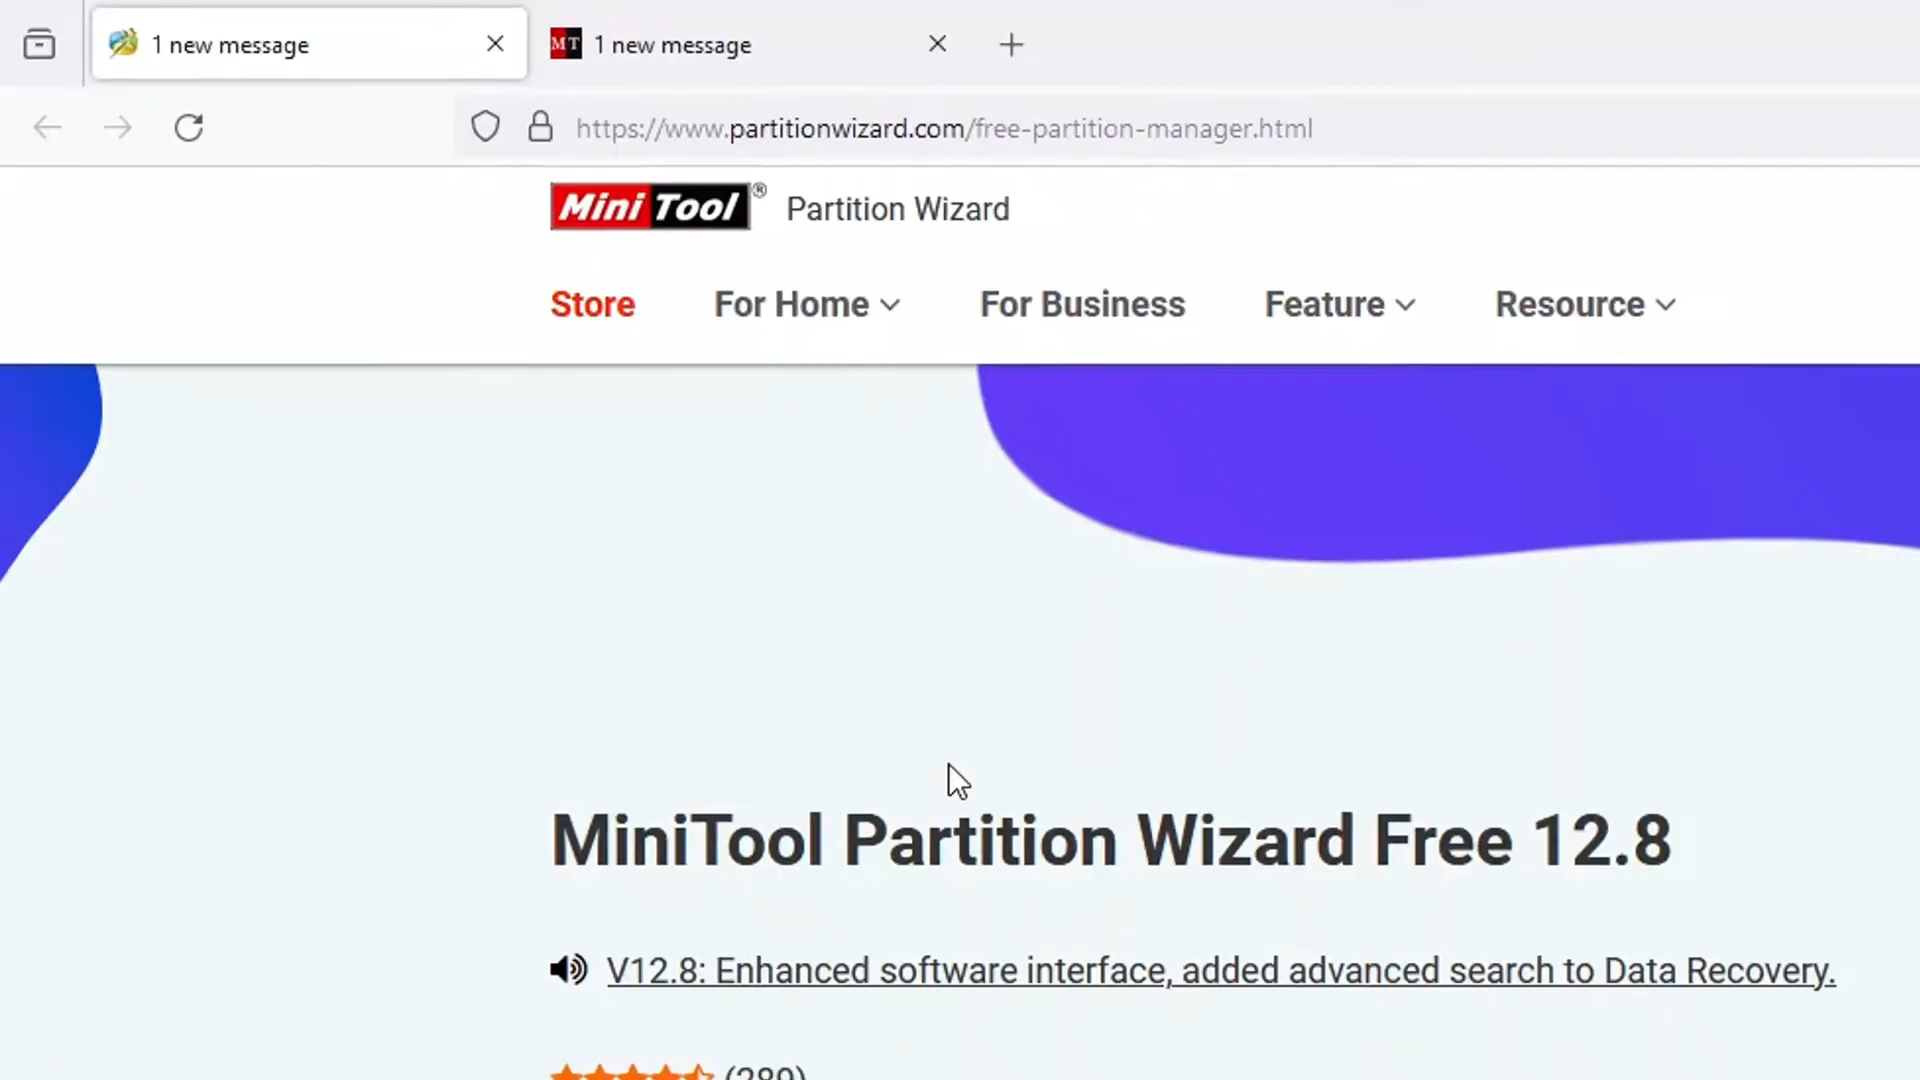 1 new message
MT 1 new message
https://www.partitionwizard.com/free-partition-manager.html
Mini Tool® Partition Wizard
Store For Home For Business Feature Resource
MiniTool Partition Wizard Free 12.8
V12.8: Enhanced software interface, added advanced search to Data Recovery.
(289)